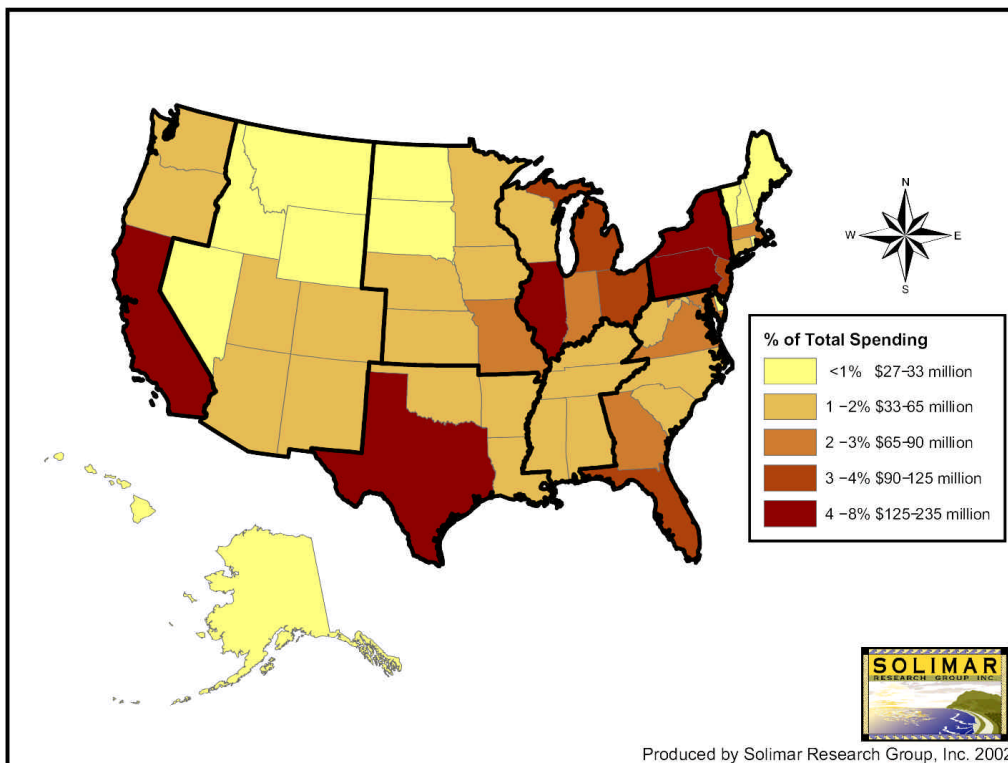 N
W E
S
% of Total Spending
<1% $27–33 million
1 –2% $33–65 million
2 –3% $65–90 million
3 –4% $90–125 million
4 –8% $125–235 million
SOLIMAR
RESEARCH GROUP INC
Produced by Solimar Research Group, Inc. 2002